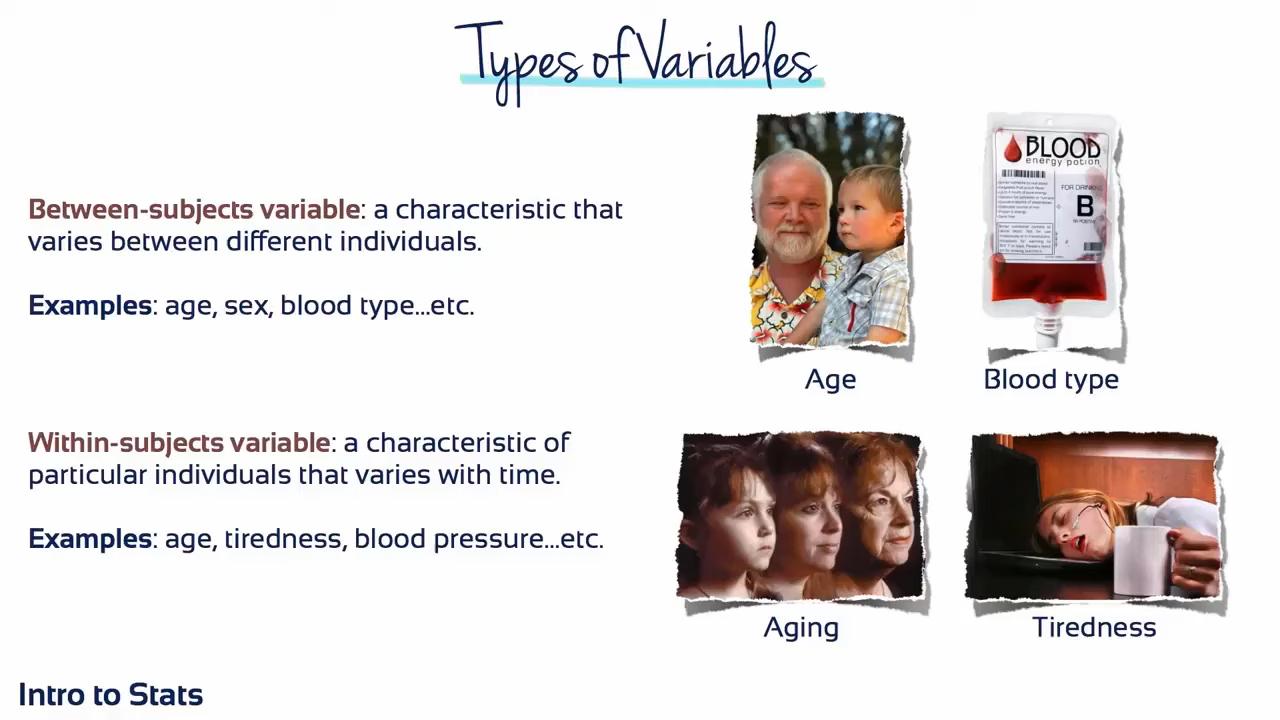 Types of Variables
Between-subjects variable: a characteristic that
varies between different individuals.
Examples: age, sex, blood type...etc.
BLOOD
energy potion
FOR DRINKING
B
Age
Blood type
Within-subjects variable: a characteristic of
particular individuals that varies with time.
Examples: age, tiredness, blood pressure...etc.
Aging
Tiredness
Intro to Stats